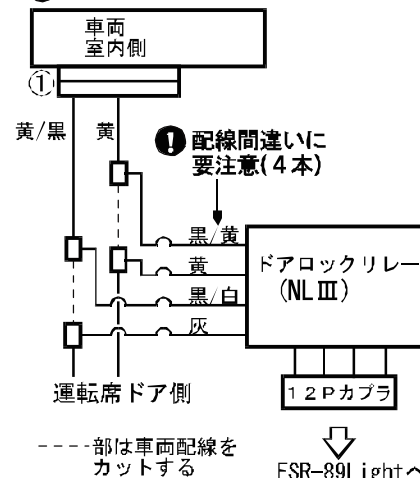 車両
室内側
①
黄/黒
黄
! 配線間違いに
要注意(4本)
黒/黄
黄
黒/白
灰
ドアロックリレー
(NLⅢ)
12Pカプラ
運転席ドア側
----部は車両配線を
カットする
ESR-89Lightへ